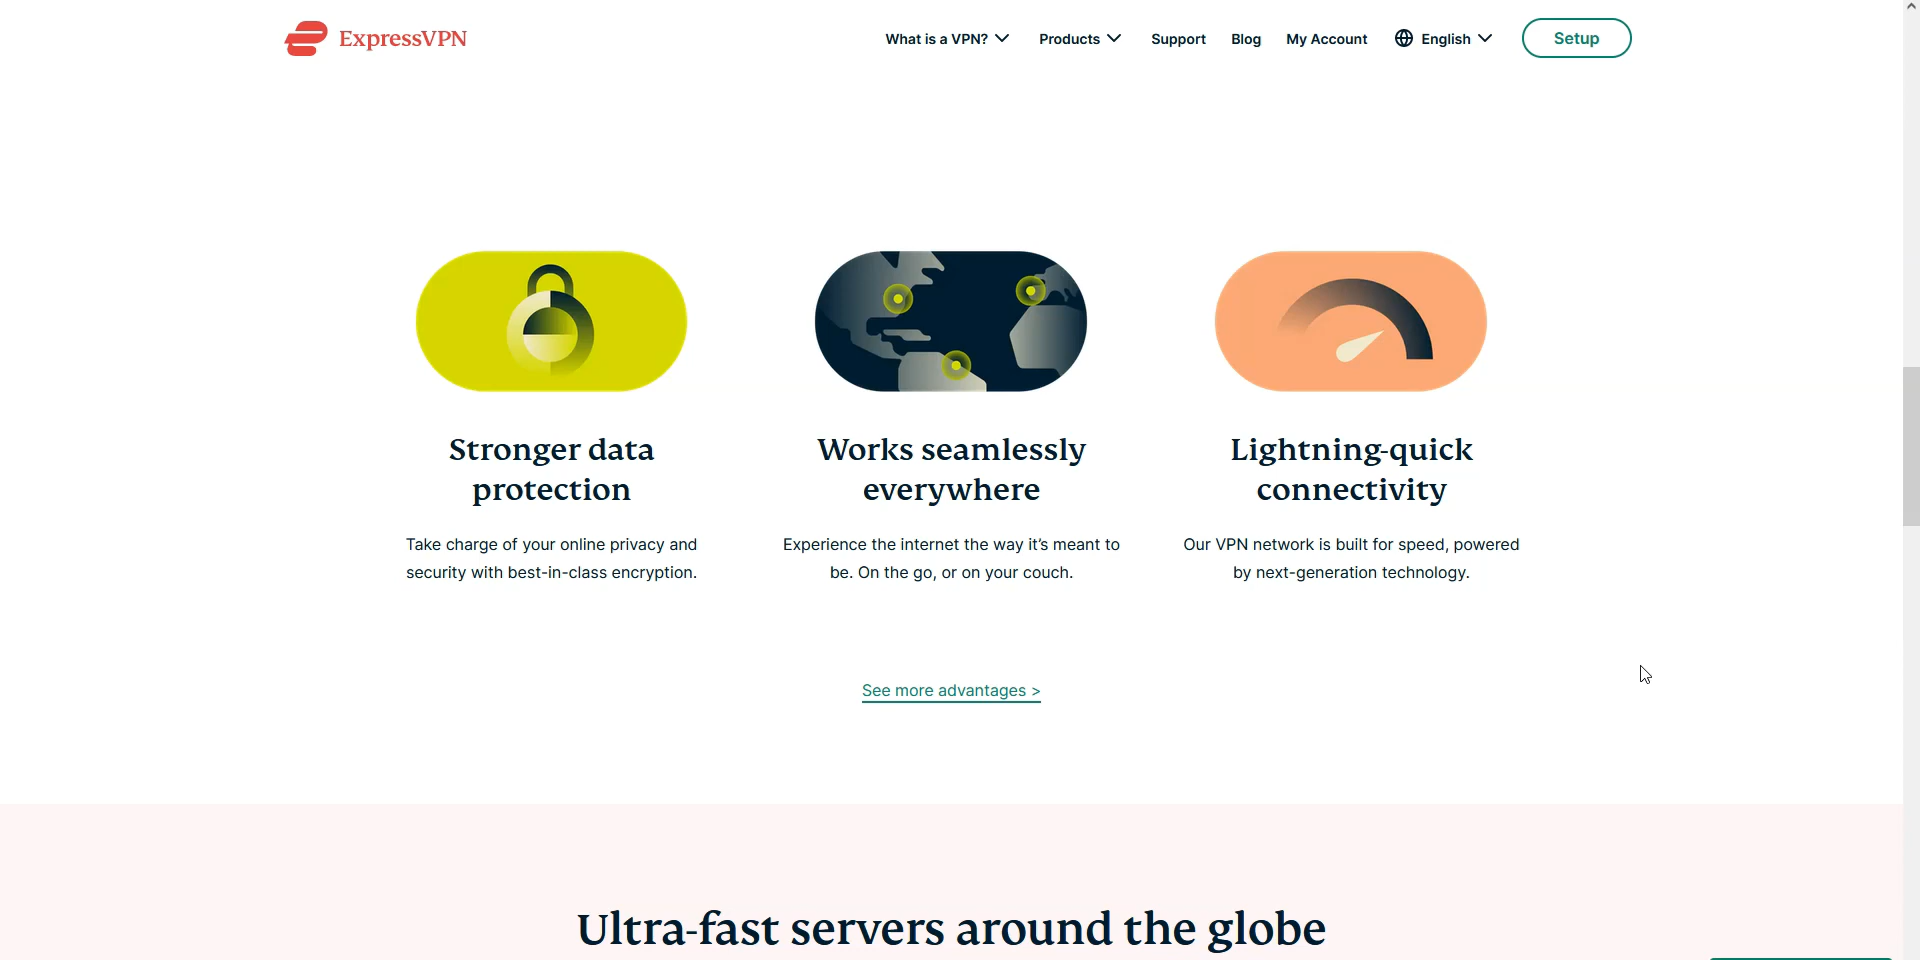 ExpressVPN
What is a VPN? Products Support Blog My Account English Setup
Stronger data
protection
Take charge of your online privacy and
security with best-in-class encryption.
Works seamlessly
everywhere
Experience the internet the way it’s meant to
be. On the go, or on your couch.
Lightning-quick
connectivity
Our VPN network is built for speed, powered
by next-generation technology.
See more advantages >
Ultra-fast servers around the globe